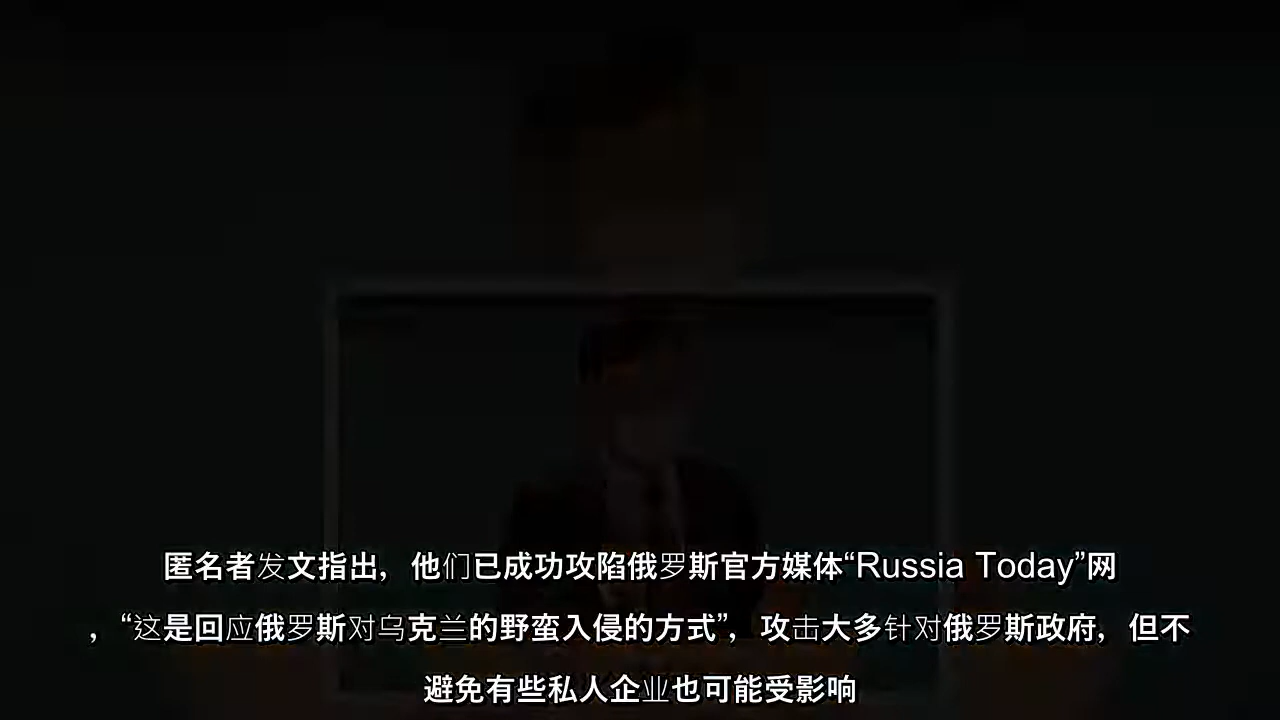 匿名者发文指出，他们已成功攻陷俄罗斯官方媒体“Russia Today”网
，“这是回应俄罗斯对乌克兰的野蛮入侵的方式”，攻击大多针对俄罗斯政府，但不
避免有些私人企业也可能受影响